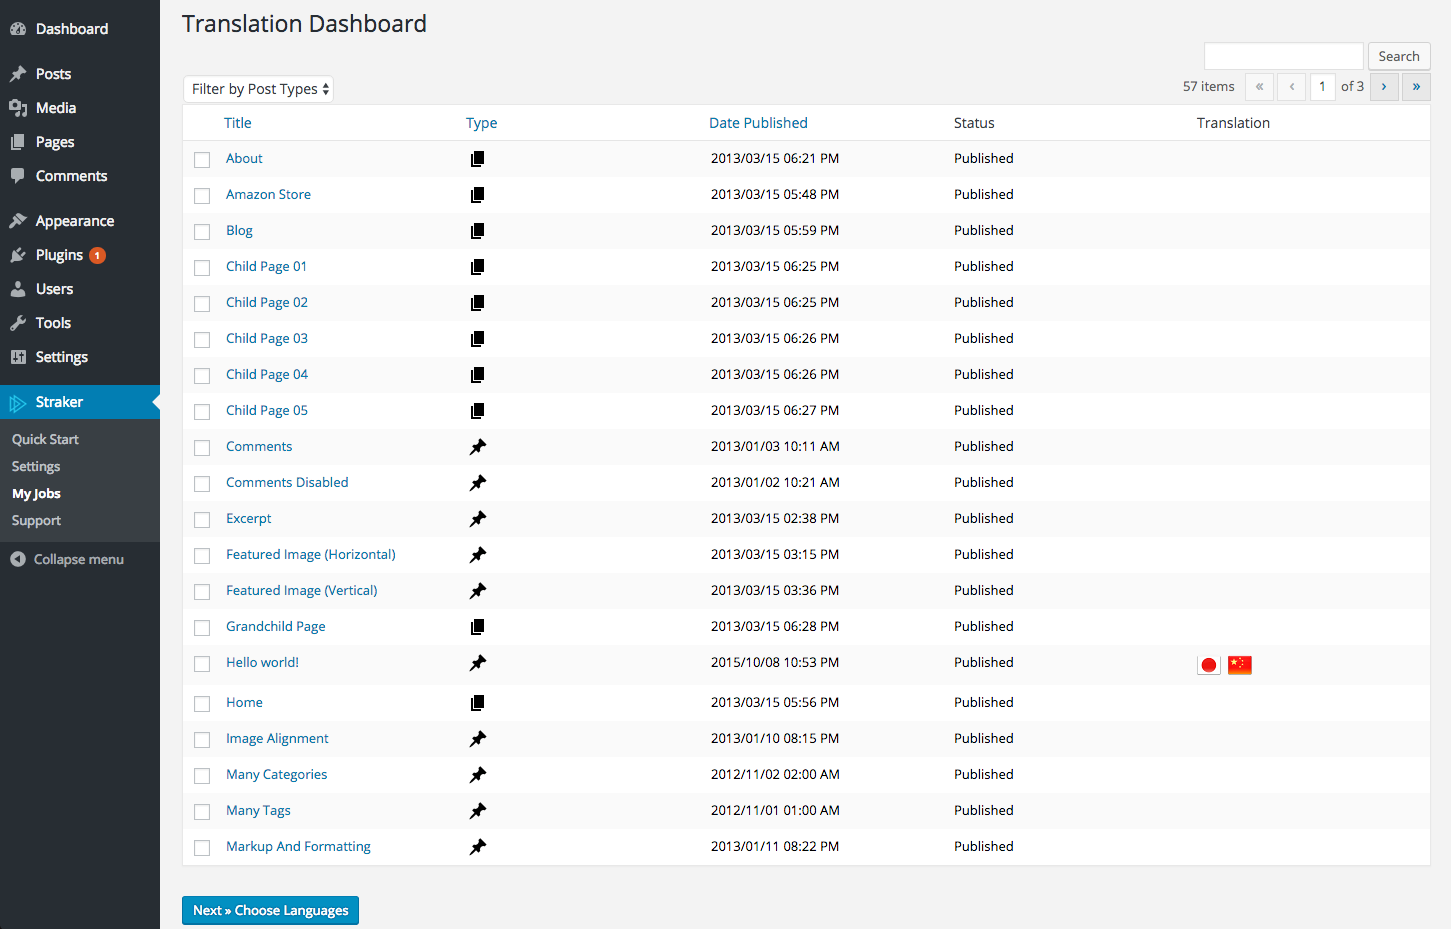 Dashboard
Posts
Media
Pages
Comments
Appearance
Plugins 1
Users
Tools
Settings
Straker
Quick Start
Settings
My Jobs
Support
Collapse menu
Translation Dashboard
Search
Filter by Post Types
57 items « ‹ 1 of 3 › »
Title Type Date Published Status Translation
About 2013/03/15 06:21 PM Published
Amazon Store 2013/03/15 05:48 PM Published
Blog 2013/03/15 05:59 PM Published
Child Page 01 2013/03/15 06:25 PM Published
Child Page 02 2013/03/15 06:25 PM Published
Child Page 03 2013/03/15 06:26 PM Published
Child Page 04 2013/03/15 06:26 PM Published
Child Page 05 2013/03/15 06:27 PM Published
Comments 2013/01/03 10:11 AM Published
Comments Disabled 2013/01/02 10:21 AM Published
Excerpt 2013/03/15 02:38 PM Published
Featured Image (Horizontal) 2013/03/15 03:15 PM Published
Featured Image (Vertical) 2013/03/15 03:36 PM Published
Grandchild Page 2013/03/15 06:28 PM Published
Hello world! 2015/10/08 10:53 PM Published
Home 2013/03/15 05:56 PM Published
Image Alignment 2013/01/10 08:15 PM Published
Many Categories 2012/11/02 02:00 AM Published
Many Tags 2012/11/01 01:00 AM Published
Markup And Formatting 2013/01/11 08:22 PM Published
Next » Choose Languages